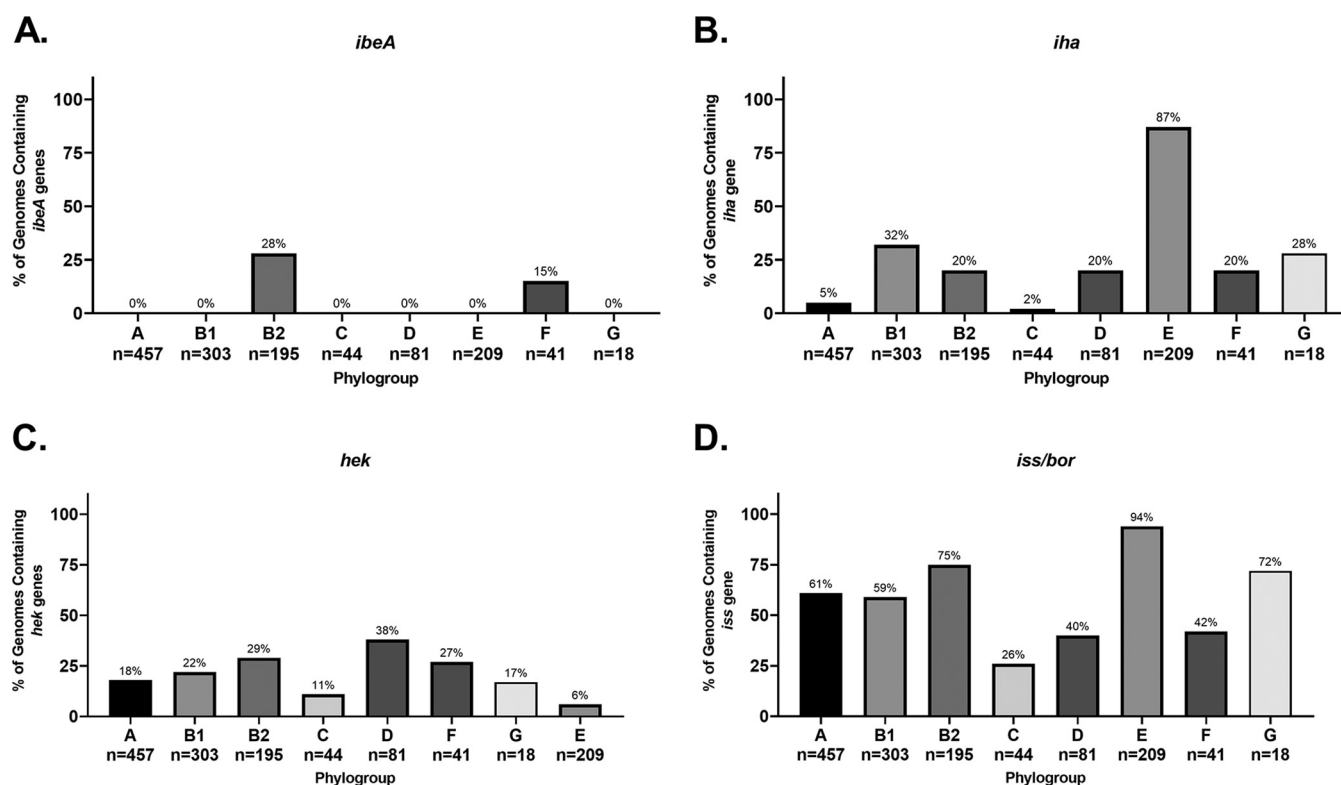 A.
ibeA
% of Genomes Containing
ibeA genes
100
75
50
25
0
0%
0%
28%
0%
0%
0%
15%
0%
A B1 B2 C D E F G
n=457 n=303 n=195 n=44 n=81 n=209 n=41 n=18
Phylogroup
B.
iha
% of Genomes Containing
iha gene
100
75
50
25
0
5%
32%
20%
2%
20%
87%
20%
28%
A B1 B2 C D E F G
n=457 n=303 n=195 n=44 n=81 n=209 n=41 n=18
Phylogroup
C.
hek
% of Genomes Containing
hek genes
100
75
50
25
0
18%
22%
29%
11%
38%
27%
17%
6%
A B1 B2 C D F G E
n=457 n=303 n=195 n=44 n=81 n=41 n=18 n=209
Phylogroup
D.
iss/bor
% of Genomes Containing
iss gene
100
75
50
25
0
61%
59%
75%
26%
40%
94%
42%
72%
A B1 B2 C D E F G
n=457 n=303 n=195 n=44 n=81 n=209 n=41 n=18
Phylogroup